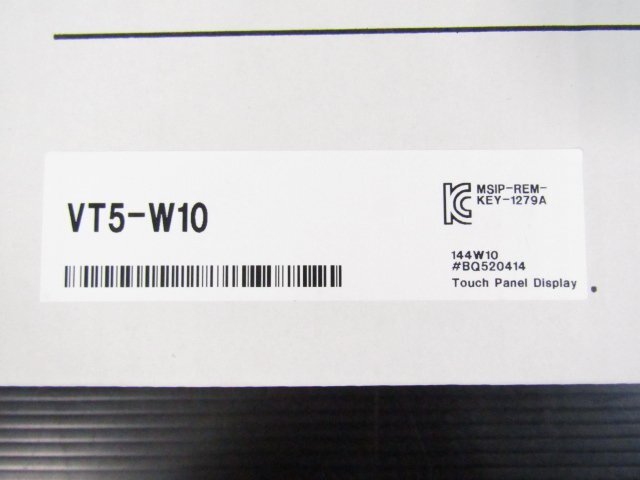 VT5-W10
MSIP-REM-
KEY-1279A
144W10
#BQ520414
Touch Panel Display